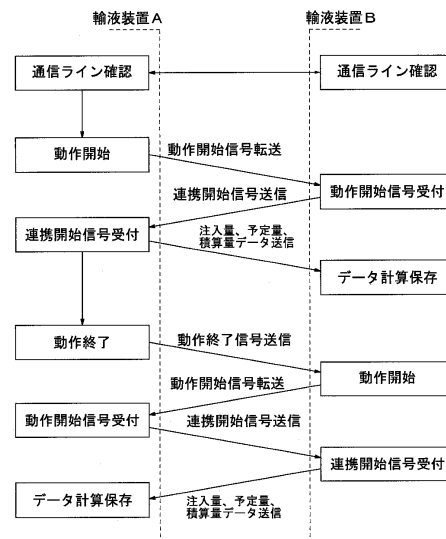 輸液装置A
輸液装置B
通信ライン確認
通信ライン確認
動作開始
動作開始信号転送
動作開始信号受付
連携開始信号送信
連携開始信号受付
注入量、予定量、
積算量データ送信
データ計算保存
動作終了
動作終了信号送信
動作開始
動作開始信号転送
動作開始信号受付
連携開始信号送信
連携開始信号受付
データ計算保存
注入量、予定量、
積算量データ送信